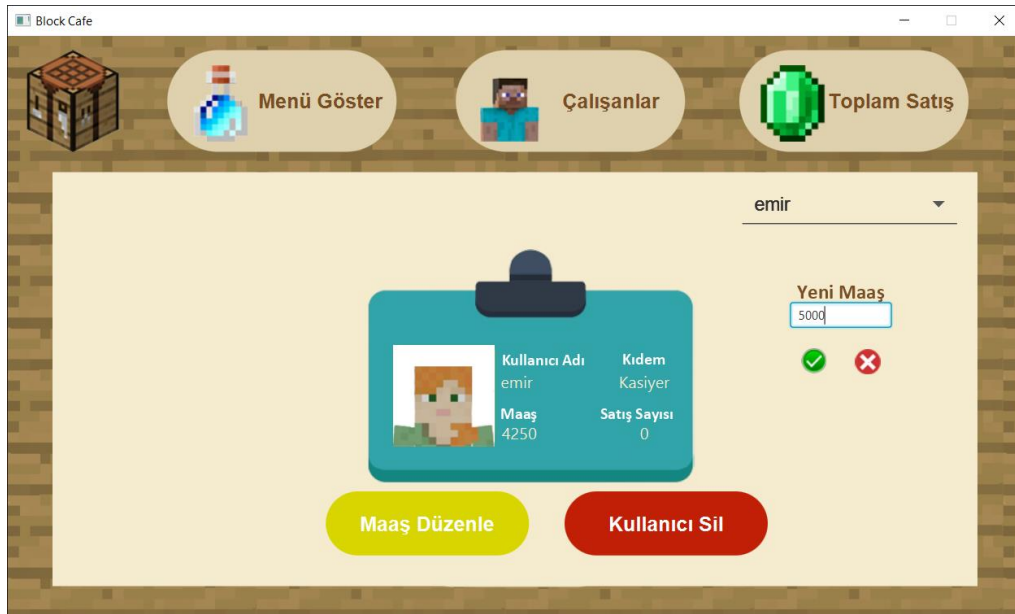 Block Cafe
Menü Göster
Çalışanlar
Toplam Satış
emir
Yeni Maaş
5000
Kullanıcı Adı
Kıdem
emir
Kasiyer
Maaş
Satış Sayısı
4250
0
Maaş Düzenle
Kullanıcı Sil